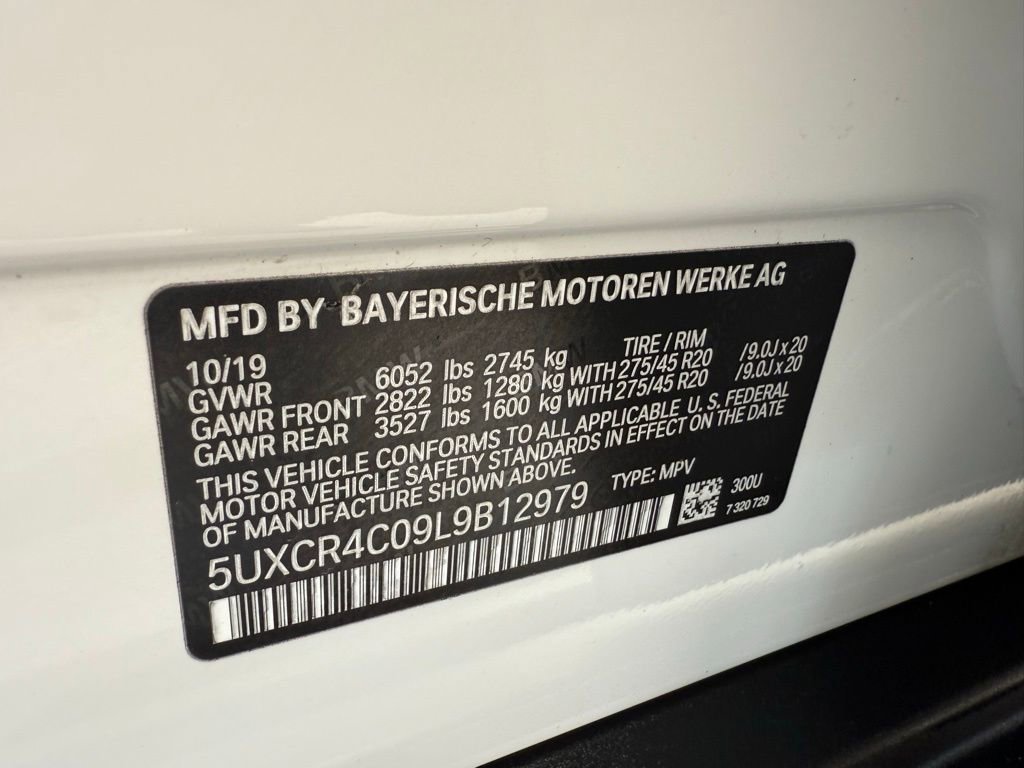 MFD BY BAYERISCHE MOTOREN WERKE AG
10/19 TIRE / RIM
GVWR 6052 lbs 2745 kg
GAWR FRONT 2822 lbs 1280 kg WITH 275/45 R20 /9.0J x 20
GAWR REAR 3527 lbs 1600 kg WITH 275/45 R20 /9.0J x 20
THIS VEHICLE CONFORMS TO ALL APPLICABLE U. S. FEDERAL
MOTOR VEHICLE SAFETY STANDARDS IN EFFECT ON THE DATE
OF MANUFACTURE SHOWN ABOVE.
TYPE: MPV
300U
5UXCR4C09L9B12979
7 320 729